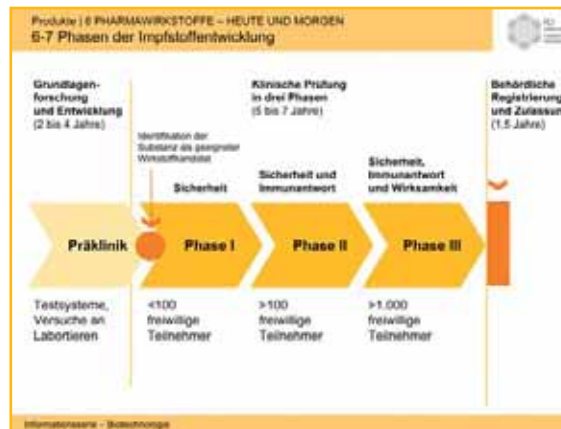 Produkte | 6 PHARMAWIRKSTOFFE – HEUTE UND MORGEN
6-7 Phasen der Impfstoffentwicklung
Grundlagen-
forschung
und Entwicklung
(2 bis 4 Jahre)
Identifikation der
Substanz als geeigneter
Wirkstoffkandidat
Klinische Prüfung
in drei Phasen
(5 bis 7 Jahre)
Behördliche
Registrierung
und Zulassun
(1,5 Jahre)
Sicherheit
Sicherheit und
Immunantwort
Sicherheit,
Immunantwort
und Wirksamkeit
Präklinik
Phase I
Phase II
Phase III
Testsysteme,
Versuche an
Labortieren
<100
freiwillige
Teilnehmer
>100
freiwillige
Teilnehmer
>1.000
freiwillige
Teilnehmer
Informationsserie – Biotechnologie